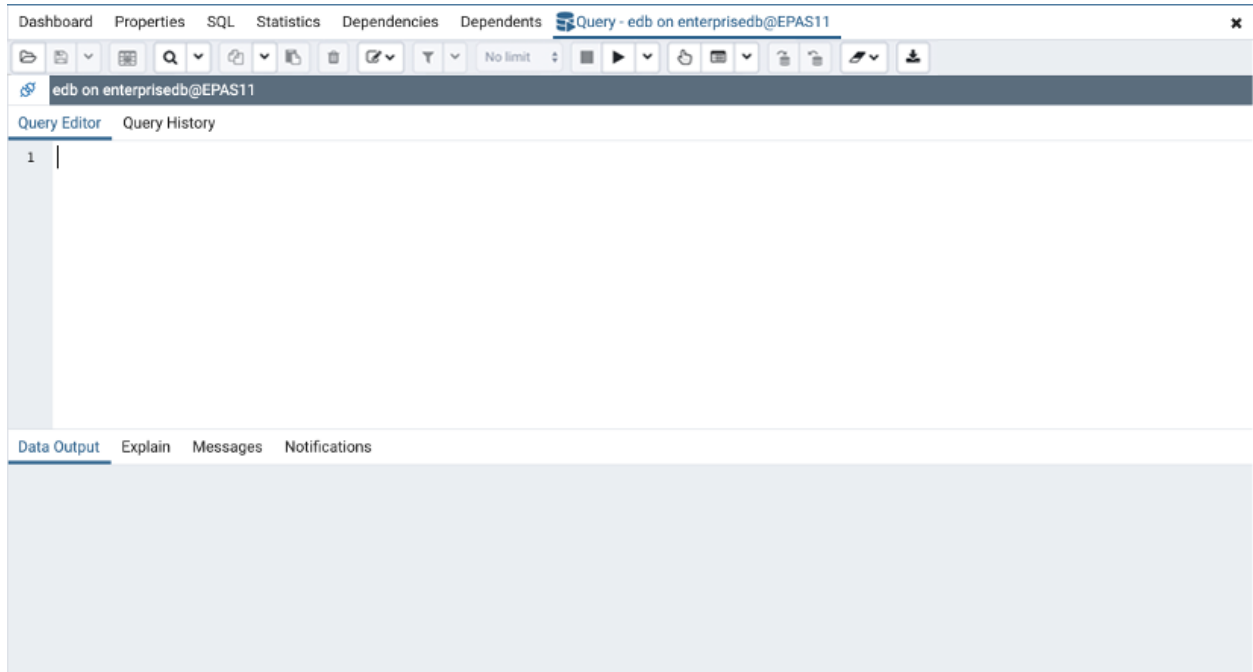 Dashboard Properties SQL Statistics Dependencies Dependents Query - edb on enterprisedb@EPAS11
No limit
edb on enterprisedb@EPAS11
Query Editor Query History
1
Data Output Explain Messages Notifications